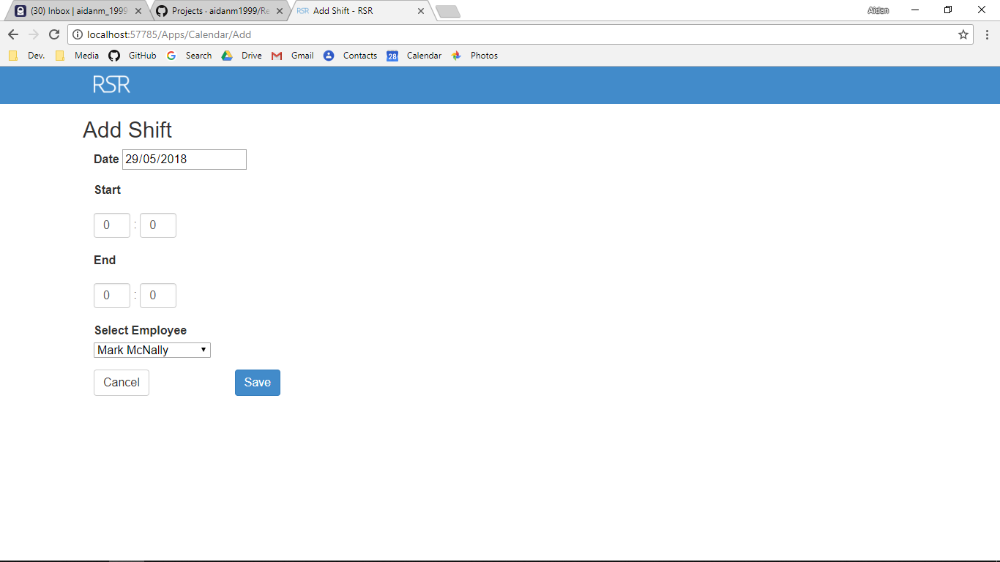 (30) Inbox | aidanm_1999 Projects · aidanm1999/Re Add Shift - RSR Aidan
localhost:57785/Apps/Calendar/Add
Dev. Media GitHub Search Drive Gmail 28 Calendar Contacts Photos
RSR
Add Shift
Date 29/05/2018
Start
0 : 0
End
0 : 0
Select Employee
Mark McNally
Cancel Save